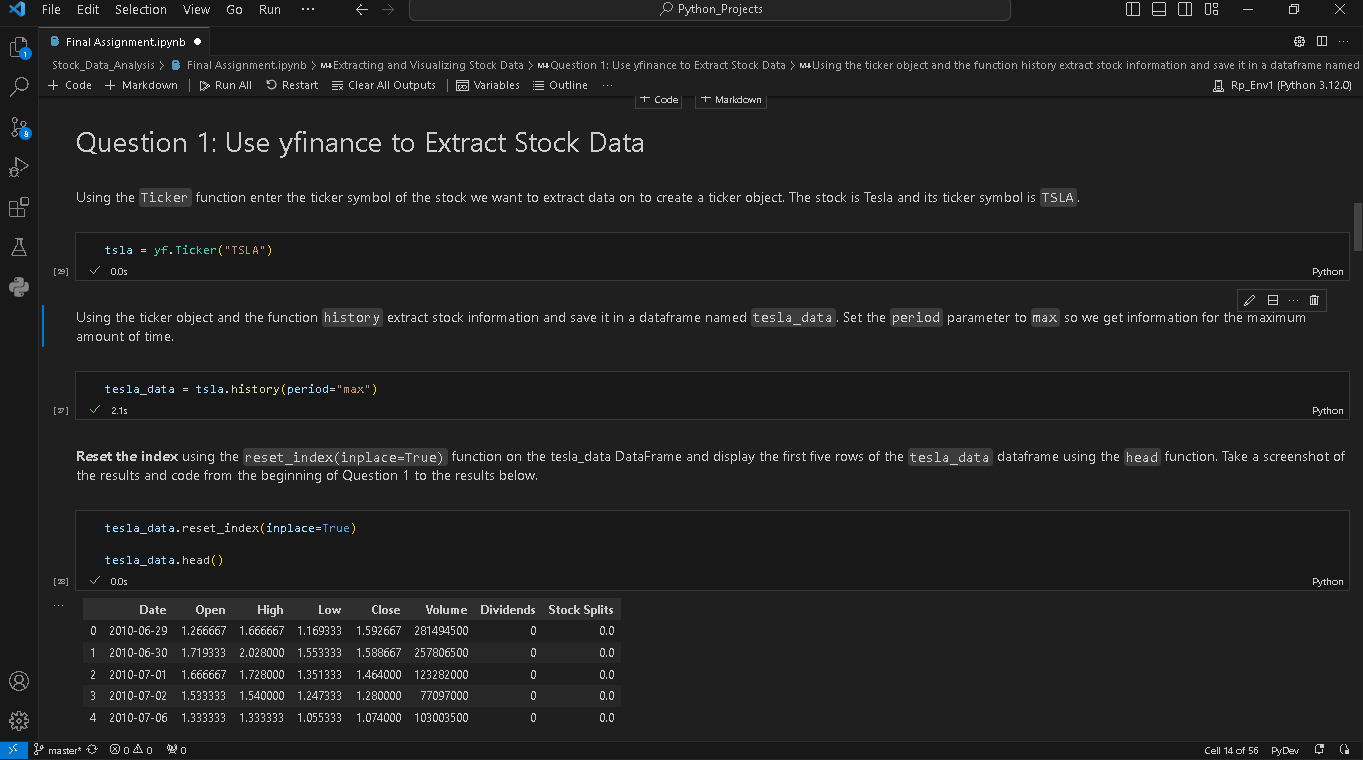 File Edit Selection View Go Run ··· Python_Projects
Final Assignment.ipynb
Stock_Data_Analysis > Final Assignment.ipynb > M↓Extracting and Visualizing Stock Data > M↓Question 1: Use yfinance to Extract Stock Data > M↓Using the ticker object and the function history extract stock information and save it in a dataframe named
+ Code + Markdown Run All Restart Clear All Outputs Variables Outline ··· Rp_Env1 (Python 3.12.0)
+ Code + Markdown
Question 1: Use yfinance to Extract Stock Data
Using the Ticker function enter the ticker symbol of the stock we want to extract data on to create a ticker object. The stock is Tesla and its ticker symbol is TSLA.
tsla = yf.Ticker("TSLA")
[29] 0.0s Python
Using the ticker object and the function history extract stock information and save it in a dataframe named tesla_data. Set the period parameter to max so we get information for the maximum
amount of time.
tesla_data = tsla.history(period="max")
[27] 2.1s Python
Reset the index using the reset_index(inplace=True) function on the tesla_data DataFrame and display the first five rows of the tesla_data dataframe using the head function. Take a screenshot of
the results and code from the beginning of Question 1 to the results below.
tesla_data.reset_index(inplace=True)
tesla_data.head()
[28] 0.0s Python
Date Open High Low Close Volume Dividends Stock Splits
0 2010-06-29 1.266667 1.666667 1.169333 1.592667 281494500 0 0.0
1 2010-06-30 1.719333 2.028000 1.553333 1.588667 257806500 0 0.0
2 2010-07-01 1.666667 1.728000 1.351333 1.464000 123282000 0 0.0
3 2010-07-02 1.533333 1.540000 1.247333 1.280000 77097000 0 0.0
4 2010-07-06 1.333333 1.333333 1.055333 1.074000 103003500 0 0.0
master* 0 0 0 Cell 14 of 56 PyDev